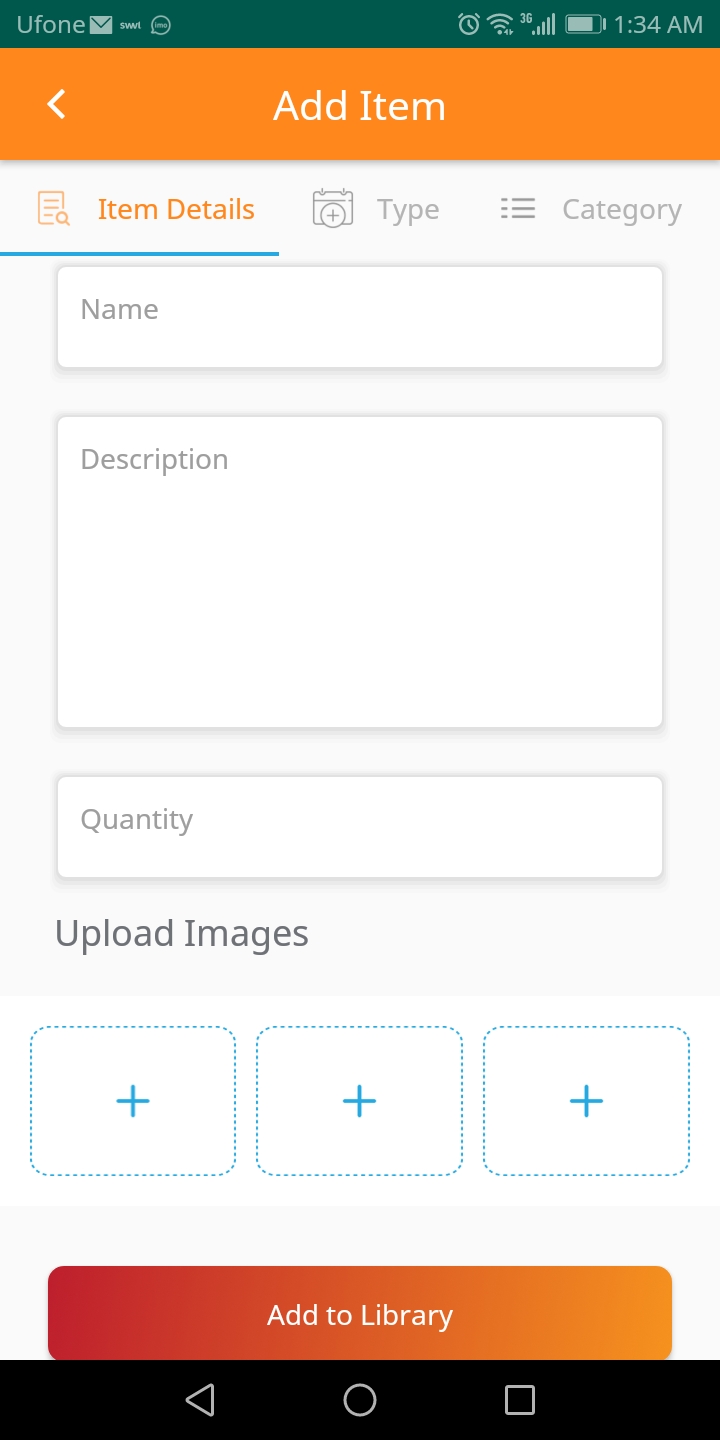 Ufone swvl imo 3G 1:34 AM
Add Item
Item Details Type Category
Name
Description
Quantity
Upload Images
Add to Library